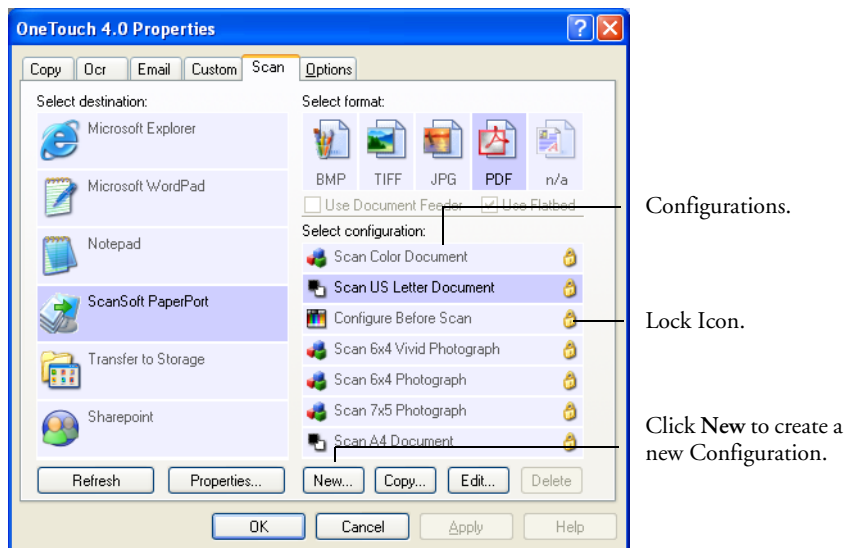 OneTouch 4.0 Properties
Copy Ocr Email Custom Scan Options
Select destination:
Microsoft Explorer
Microsoft WordPad
Notepad
ScanSoft PaperPort
Transfer to Storage
Sharepoint
Refresh Properties...
Select format:
BMP TIFF JPG PDF n/a
Use Document Feeder Use Flatbed
Select configuration:
Scan Color Document
Scan US Letter Document
Configure Before Scan
Scan 6x4 Vivid Photograph
Scan 6x4 Photograph
Scan 7x5 Photograph
Scan A4 Document
New... Copy... Edit... Delete
OK Cancel Apply Help
Configurations.
Lock Icon.
Click New to create a
new Configuration.